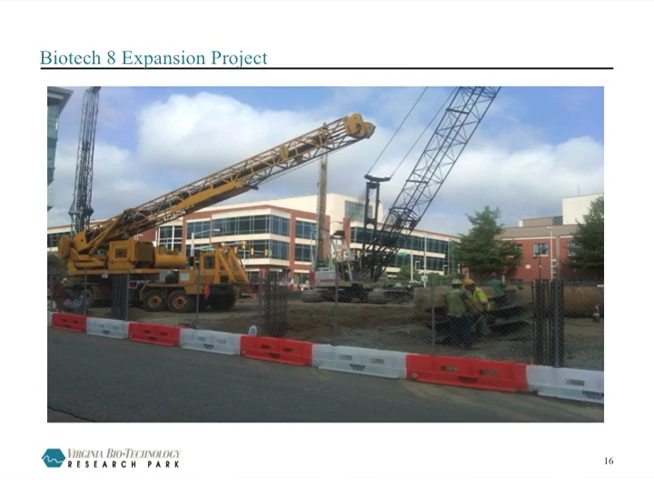 Biotech 8 Expansion Project
VIRGINIA BIO-TECHNOLOGY
RESEARCH PARK
16